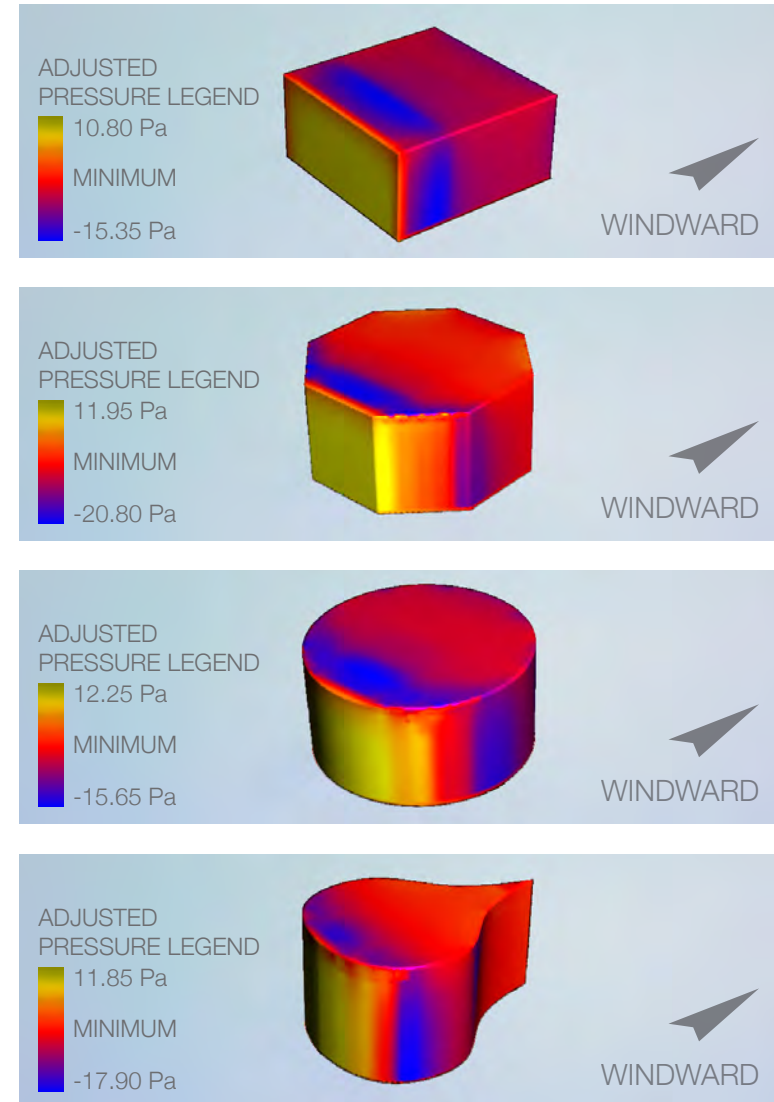 ADJUSTED
PRESSURE LEGEND
10.80 Pa
MINIMUM
-15.35 Pa
WINDWARD
ADJUSTED
PRESSURE LEGEND
11.95 Pa
MINIMUM
-20.80 Pa
WINDWARD
ADJUSTED
PRESSURE LEGEND
12.25 Pa
MINIMUM
-15.65 Pa
WINDWARD
ADJUSTED
PRESSURE LEGEND
11.85 Pa
MINIMUM
-17.90 Pa
WINDWARD